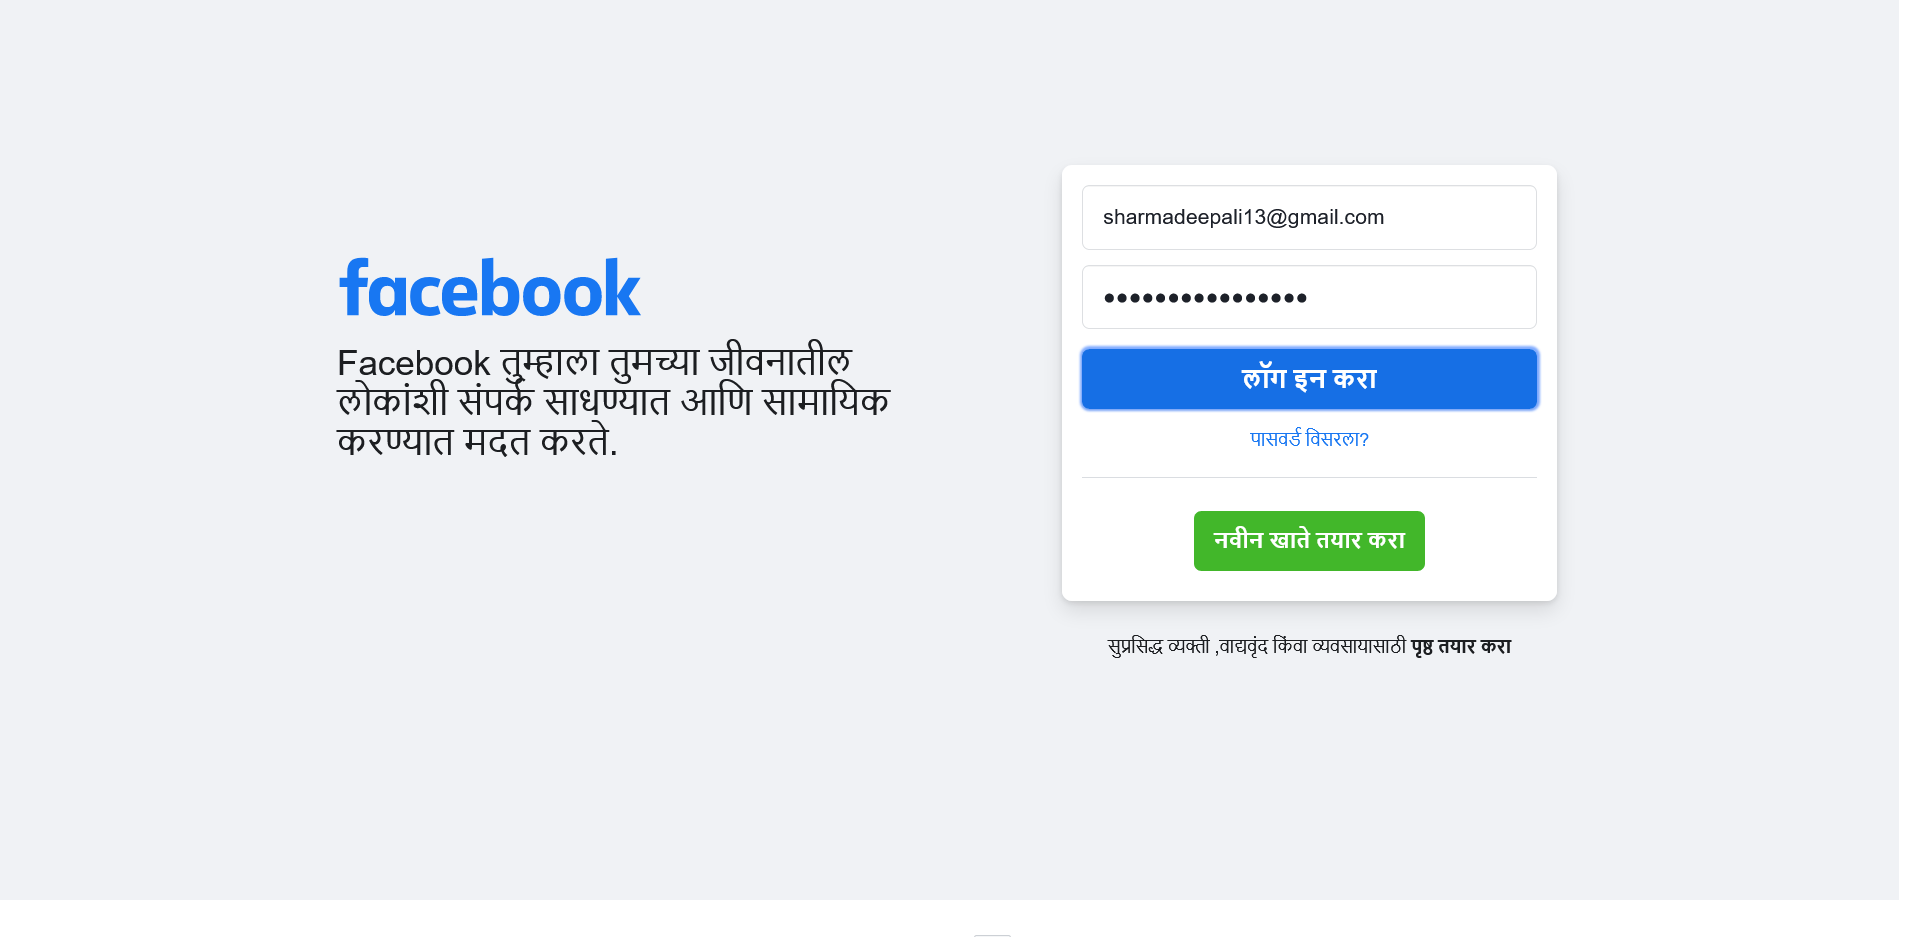 facebook
Facebook तुम्हाला तुमच्या जीवनातील
लोकांशी संपर्क साधण्यात आणि सामायिक
करण्यात मदत करते.
sharmadeepali13@gmail.com
••••••••••••••••
लॉग इन करा
पासवर्ड विसरला?
नवीन खाते तयार करा
सुप्रसिद्ध व्यक्ती ,वाद्यवृंद किंवा व्यवसायासाठी पृष्ठ तयार करा